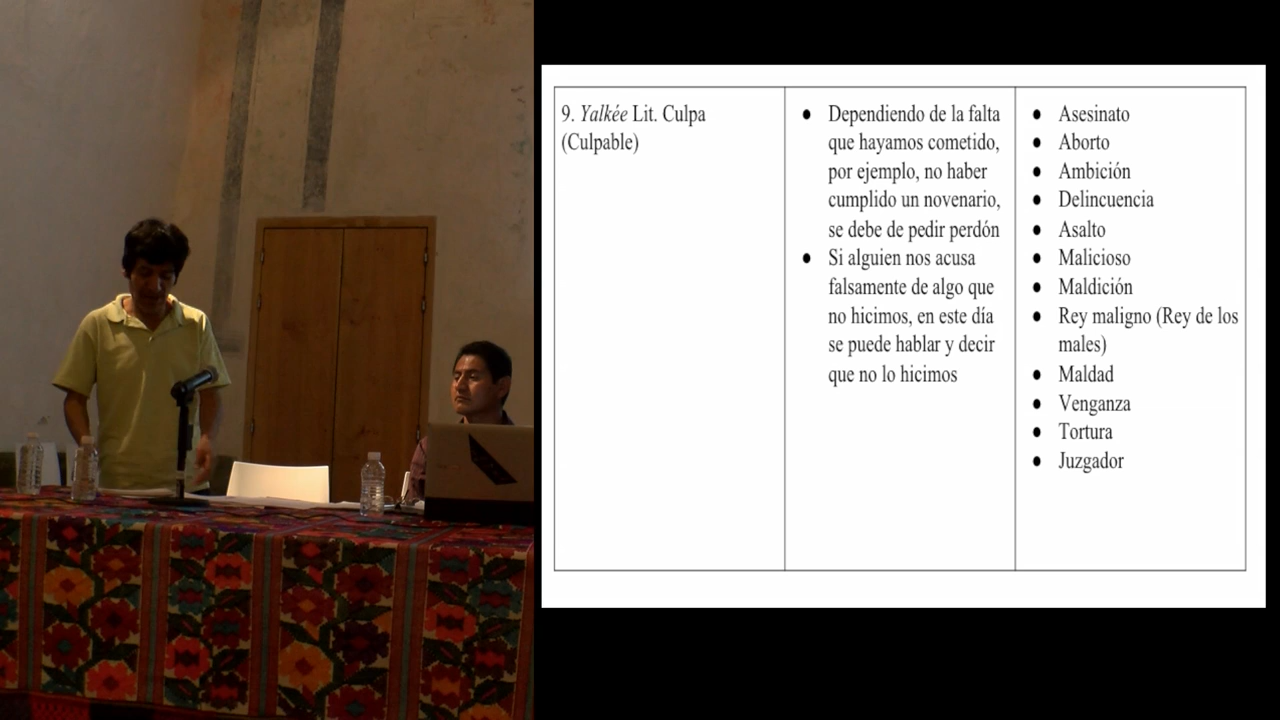 9. Yalkée Lit. Culpa
(Culpable)
● Dependiendo de la falta
que hayamos cometido,
por ejemplo, no haber
cumplido un novenario,
se debe de pedir perdón
● Si alguien nos acusa
falsamente de algo que
no hicimos, en este día
se puede hablar y decir
que no lo hicimos
● Asesinato
● Aborto
● Ambición
● Delincuencia
● Asalto
● Malicioso
● Maldición
● Rey maligno (Rey de los
males)
● Maldad
● Venganza
● Tortura
● Juzgador